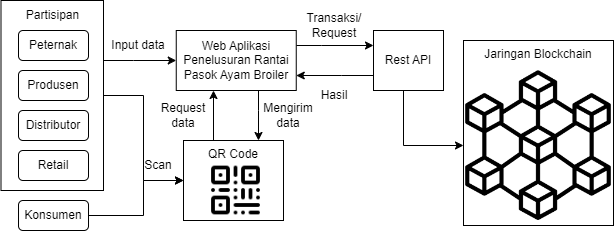 Partisipan
Peternak
Produsen
Distributor
Retail
Konsumen
Input data
Scan
Web Aplikasi
Penelusuran Rantai
Pasok Ayam Broiler
Request
data
Mengirim
data
QR Code
Transaksi/
Request
Hasil
Rest API
Jaringan Blockchain